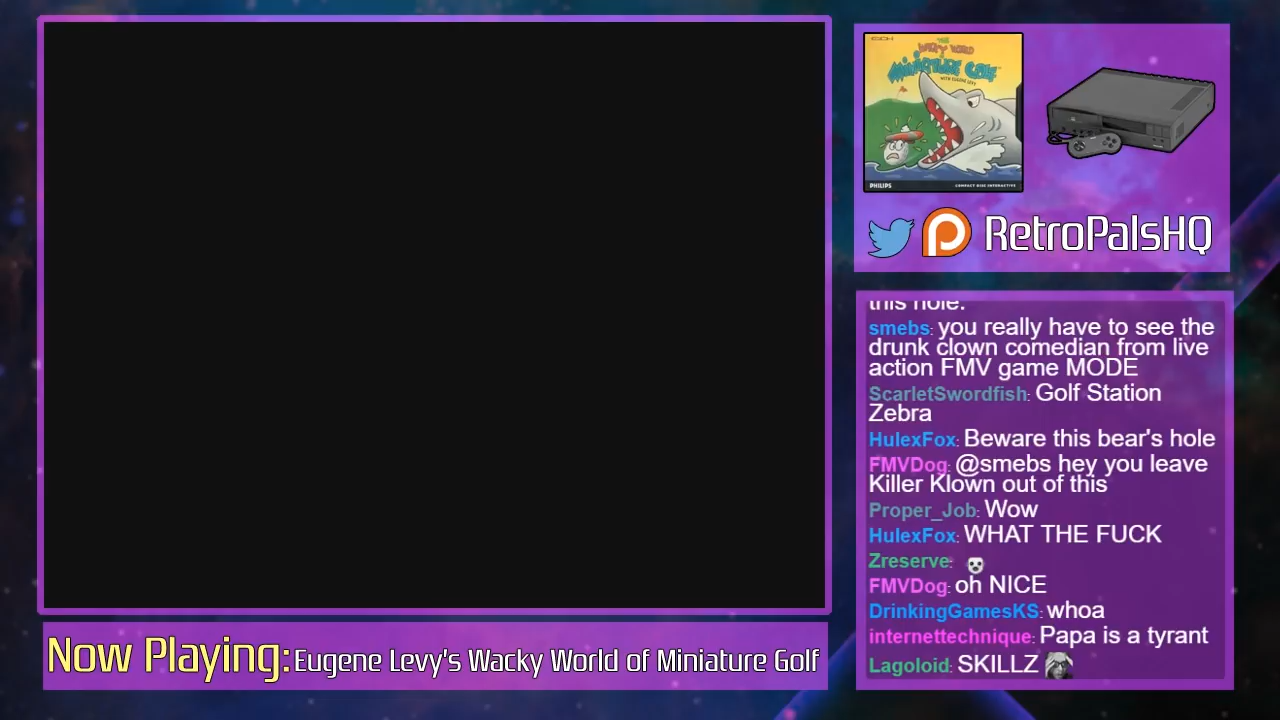 THE
WACKY WORLD
OF
MiNiATURE GOLF
WITH EUGENE LEVY
PHILIPS
COMPACT DISC INTERACTIVE
RetroPalsHQ
this hole.
smebs: you really have to see the
drunk clown comedian from live
action FMV game MODE
ScarletSwordfish: Golf Station
Zebra
HulexFox: Beware this bear's hole
FMVDog: @smebs hey you leave
Killer Klown out of this
Proper_Job: Wow
HulexFox: WHAT THE FUCK
Zreserve:
FMVDog: oh NICE
DrinkingGamesKS: whoa
internettechnique: Papa is a tyrant
Lagoloid: SKILLZ
Now Playing: Eugene Levy's Wacky World of Miniature Golf